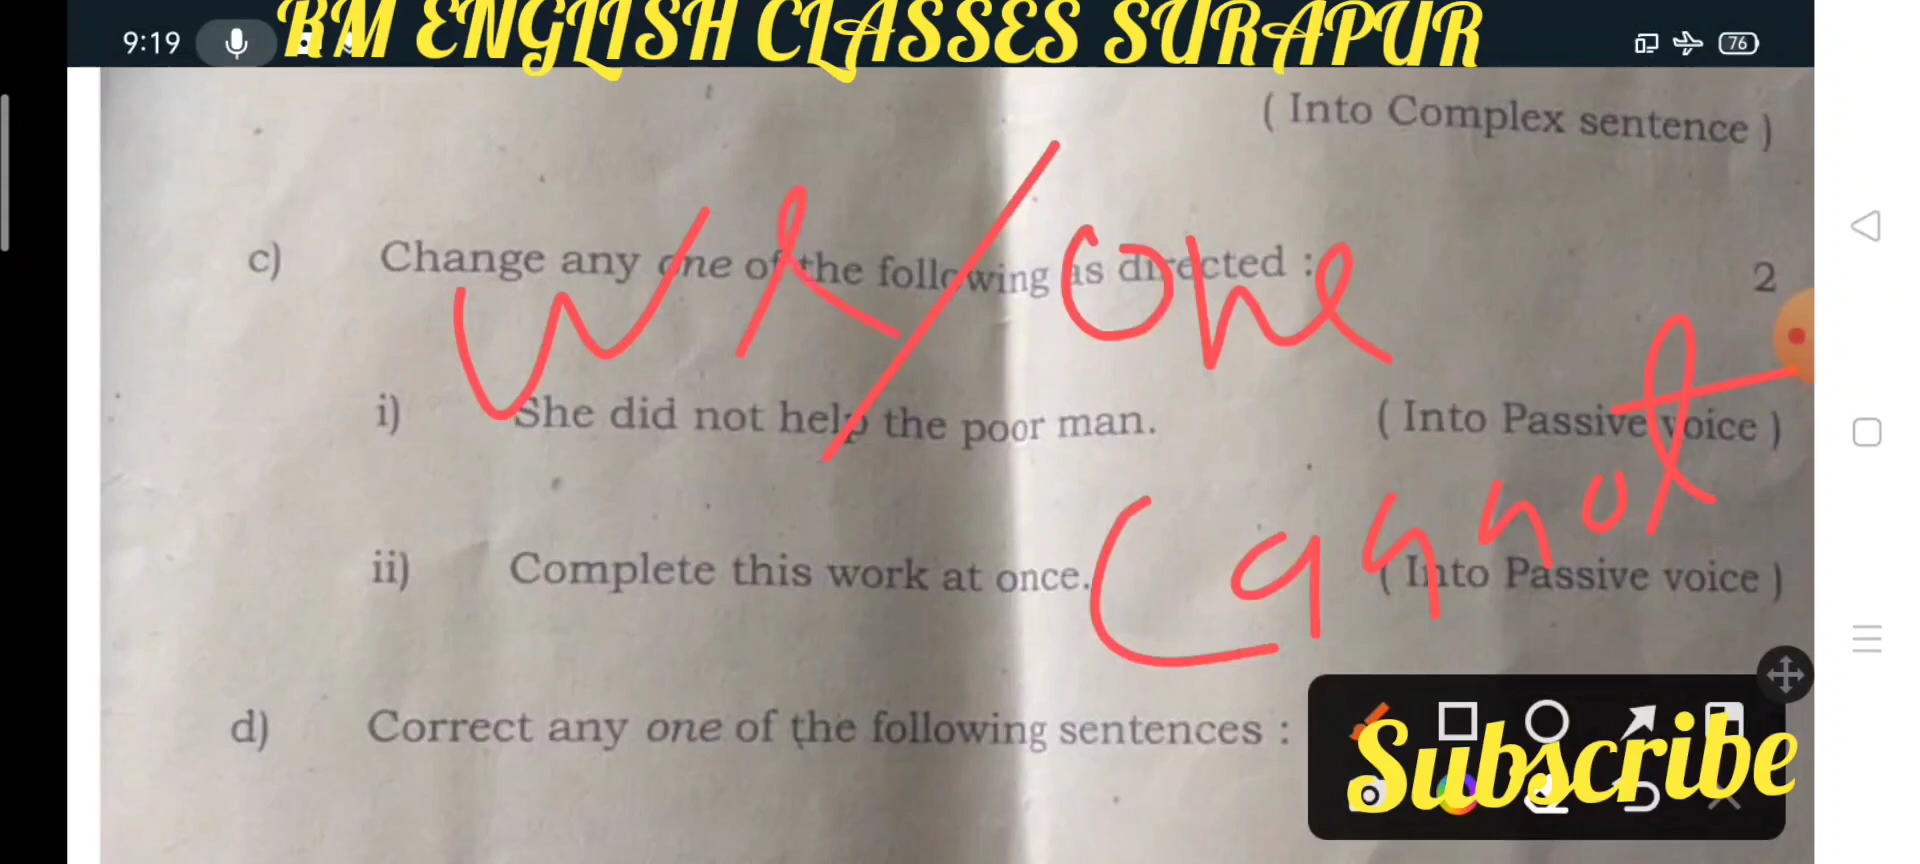 RM ENGLISH CLASSES SURAPUR
9:19
76
( Into Complex sentence )
c) Change any one of the following as directed : 2
We/one
i) She did not help the poor man. ( Into Passive voice )
cannot
ii) Complete this work at once. ( Into Passive voice )
d) Correct any one of the following sentences :
Subscribe